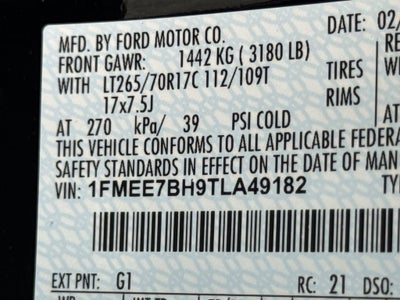 MFD. BY FORD MOTOR CO. DATE: 02/
FRONT GAWR: 1442 KG ( 3180 LB) RE
WITH LT265/70R17C 112/109T TIRES
17x7.5J RIMS
AT 270 kPa/ 39 PSI COLD
THIS VEHICLE CONFORMS TO ALL APPLICABLE FEDERA
SAFETY STANDARDS IN EFFECT ON THE DATE OF MAN
VIN: 1FMEE7BH9TLA49182 TY
EXT PNT: G1 RC: 21 DSO: